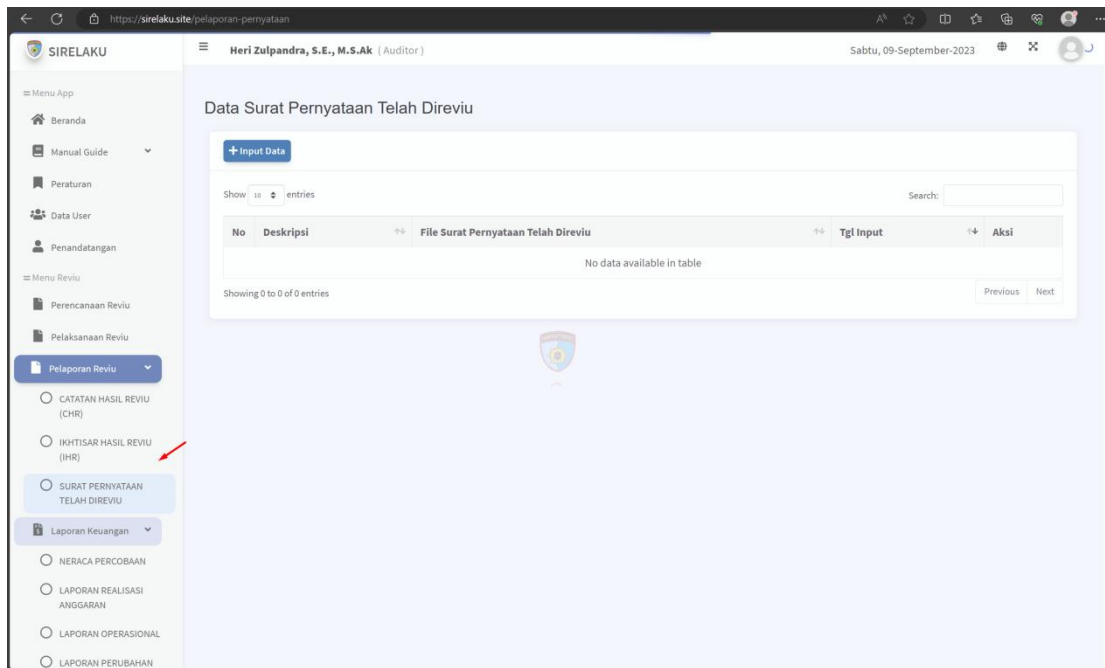 https://sirelaku.site/pelaporan-pernyataan
SIRELAKU
Heri Zulpandra, S.E., M.S.Ak ( Auditor )
Sabtu, 09-September-2023
Menu App
Beranda
Manual Guide
Peraturan
Data User
Penandatangan
Menu Reviu
Perencanaan Reviu
Pelaksanaan Reviu
Pelaporan Reviu
CATATAN HASIL REVIU
(CHR)
IKHTISAR HASIL REVIU
(IHR)
SURAT PERNYATAAN
TELAH DIREVIU
Laporan Keuangan
NERACA PERCOBAAN
LAPORAN REALISASI
ANGGARAN
LAPORAN OPERASIONAL
LAPORAN PERUBAHAN
Data Surat Pernyataan Telah Direviu
+ Input Data
Show 10 entries
Search:
No Deskripsi File Surat Pernyataan Telah Direviu Tgl Input Aksi
No data available in table
Showing 0 to 0 of 0 entries
Previous Next